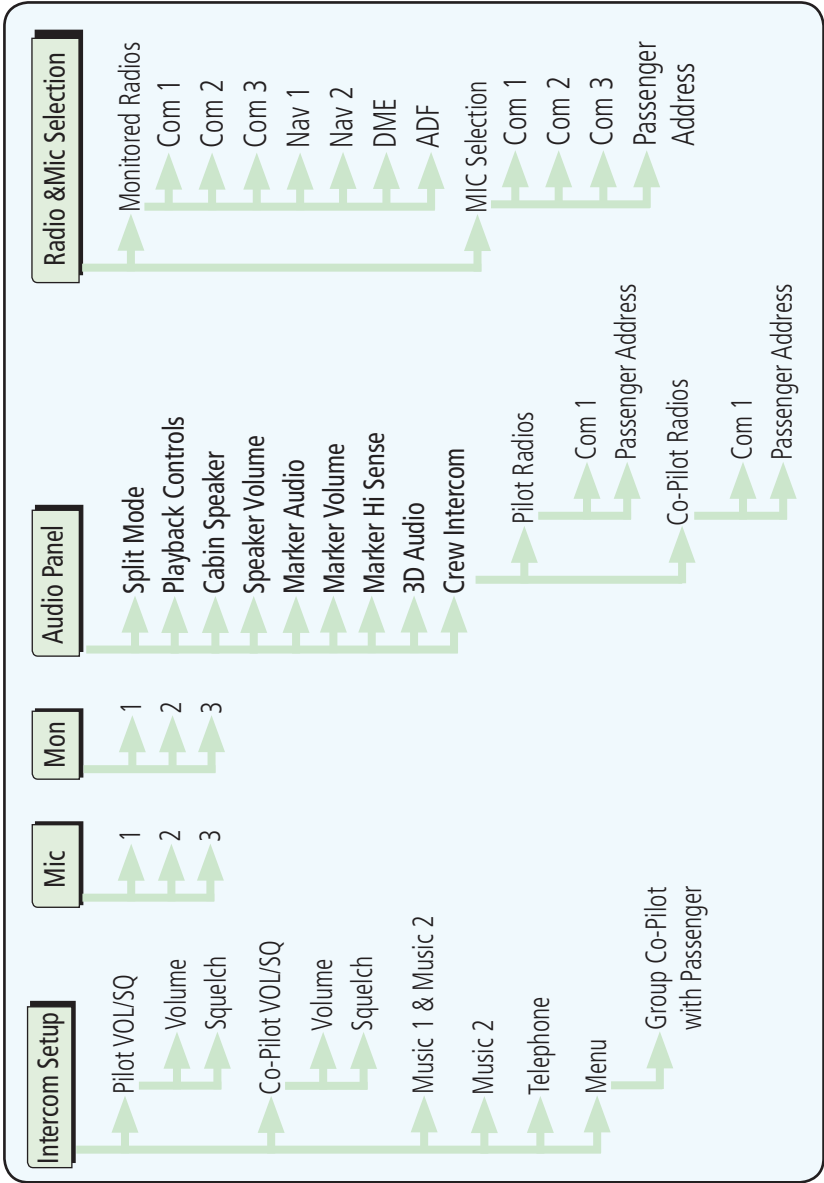 Intercom Setup
Pilot VOL/SQ
Volume
Squelch
Co-Pilot VOL/SQ
Volume
Squelch
Music 1 & Music 2
Music 2
Telephone
Menu
Group Co-Pilot
with Passenger
Mic
1
2
3
Mon
1
2
3
Audio Panel
Split Mode
Playback Controls
Cabin Speaker
Speaker Volume
Marker Audio
Marker Volume
Marker Hi Sense
3D Audio
Crew Intercom
Pilot Radios
Com 1
Passenger Address
Co-Pilot Radios
Com 1
Passenger Address
Radio &Mic Selection
Monitored Radios
Com 1
Com 2
Com 3
Nav 1
Nav 2
DME
ADF
MIC Selection
Com 1
Com 2
Com 3
Passenger
Address